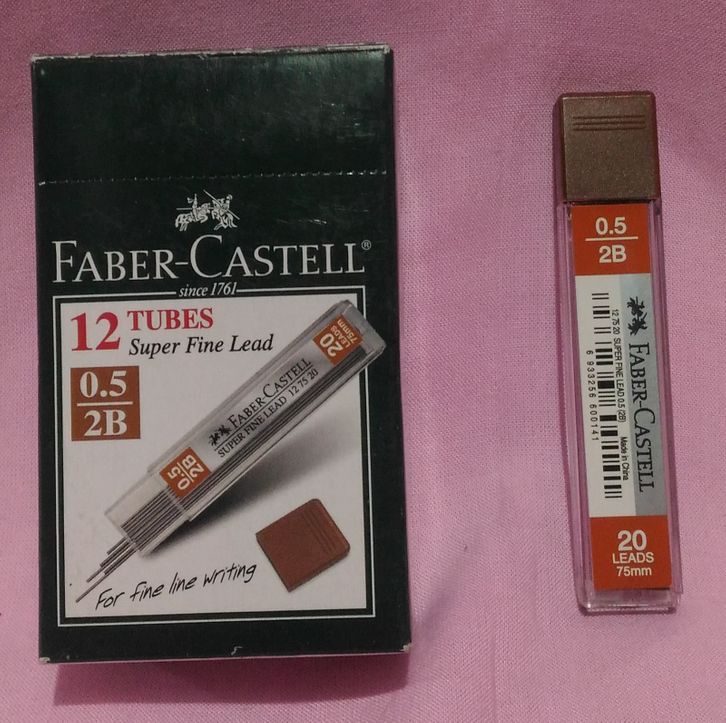 FABER-CASTELL®
since 1761
12 TUBES
Super Fine Lead
0.5
2B
20
LEADS
75mm
FABER-CASTELL
SUPER FINE LEAD 12 75 20
0.5
2B
For fine line writing
0.5
2B
FABER-CASTELL
12 75 20 SUPER FINE LEAD 0.5 (2B) Made in China
6 933256 600141
20
LEADS
75mm